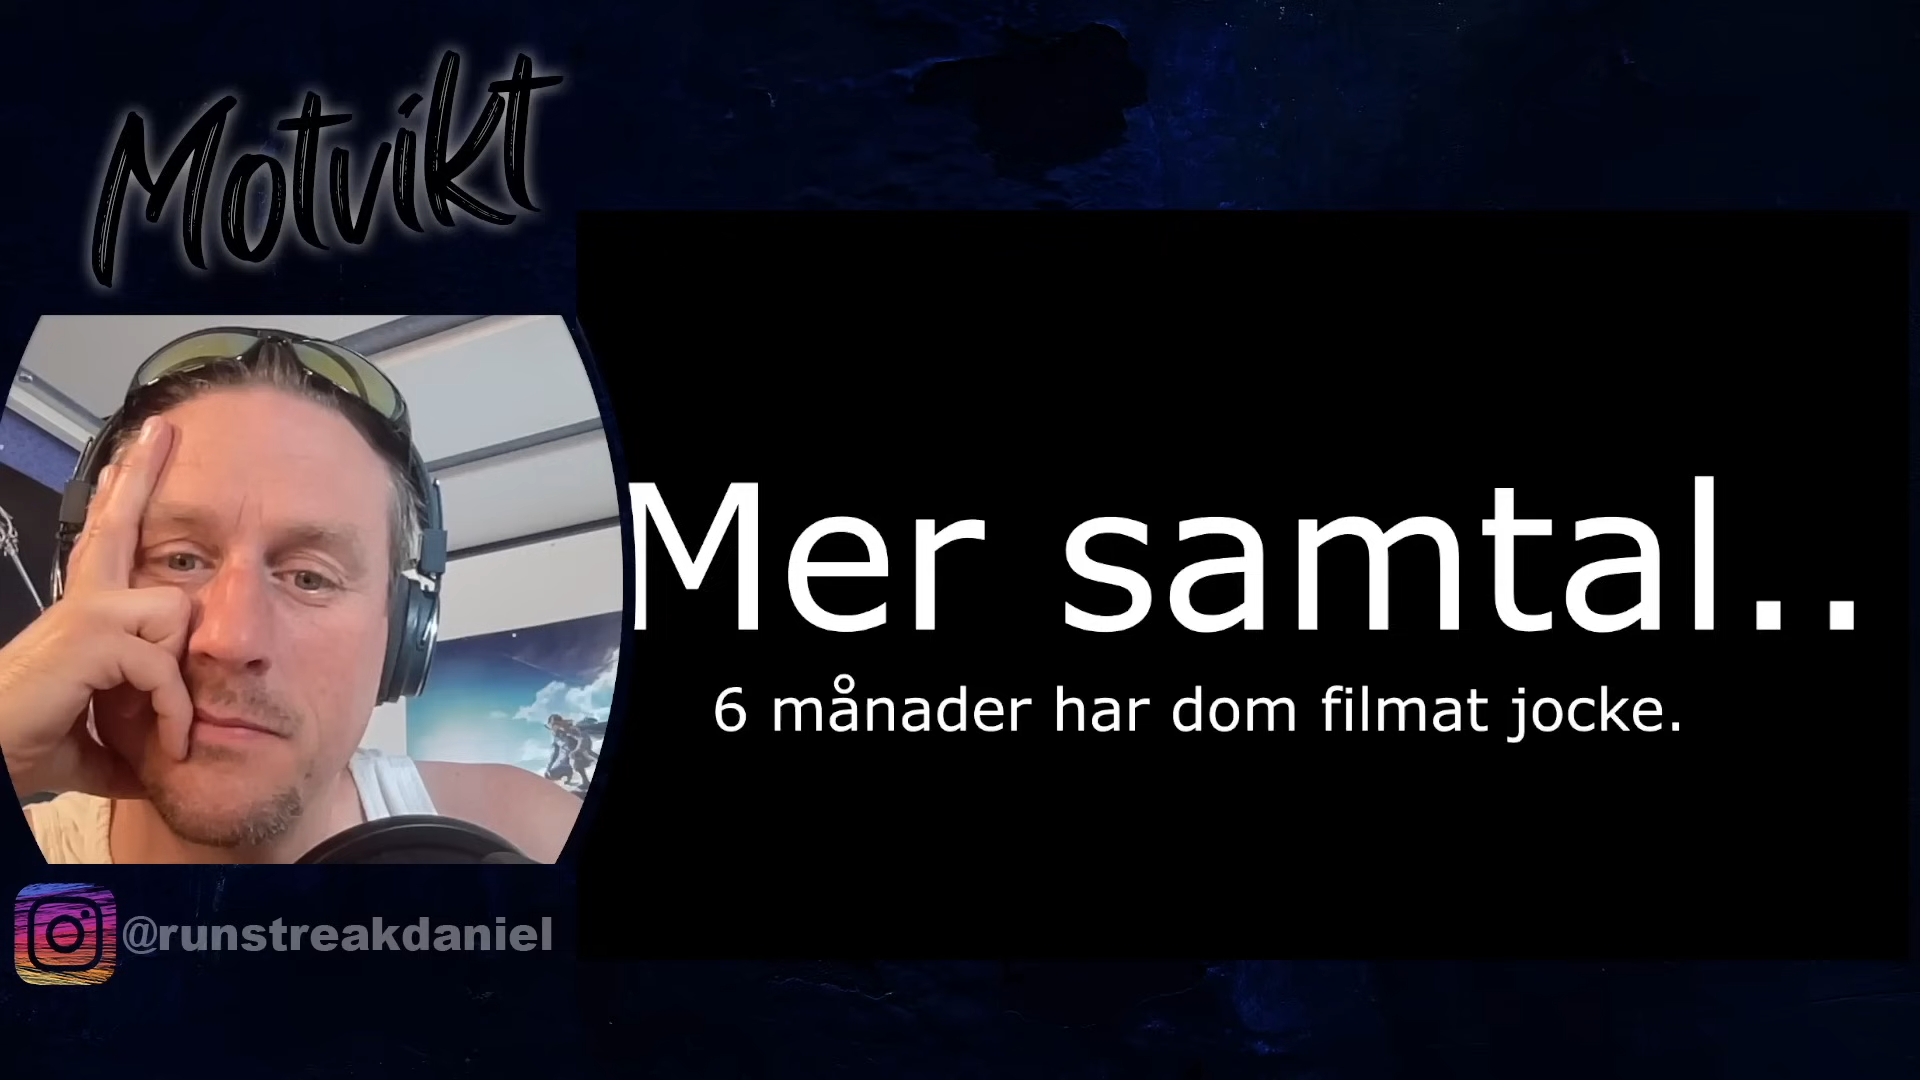 Motvikt
Mer samtal..
6 månader har dom filmat jocke.
@runstreakdaniel